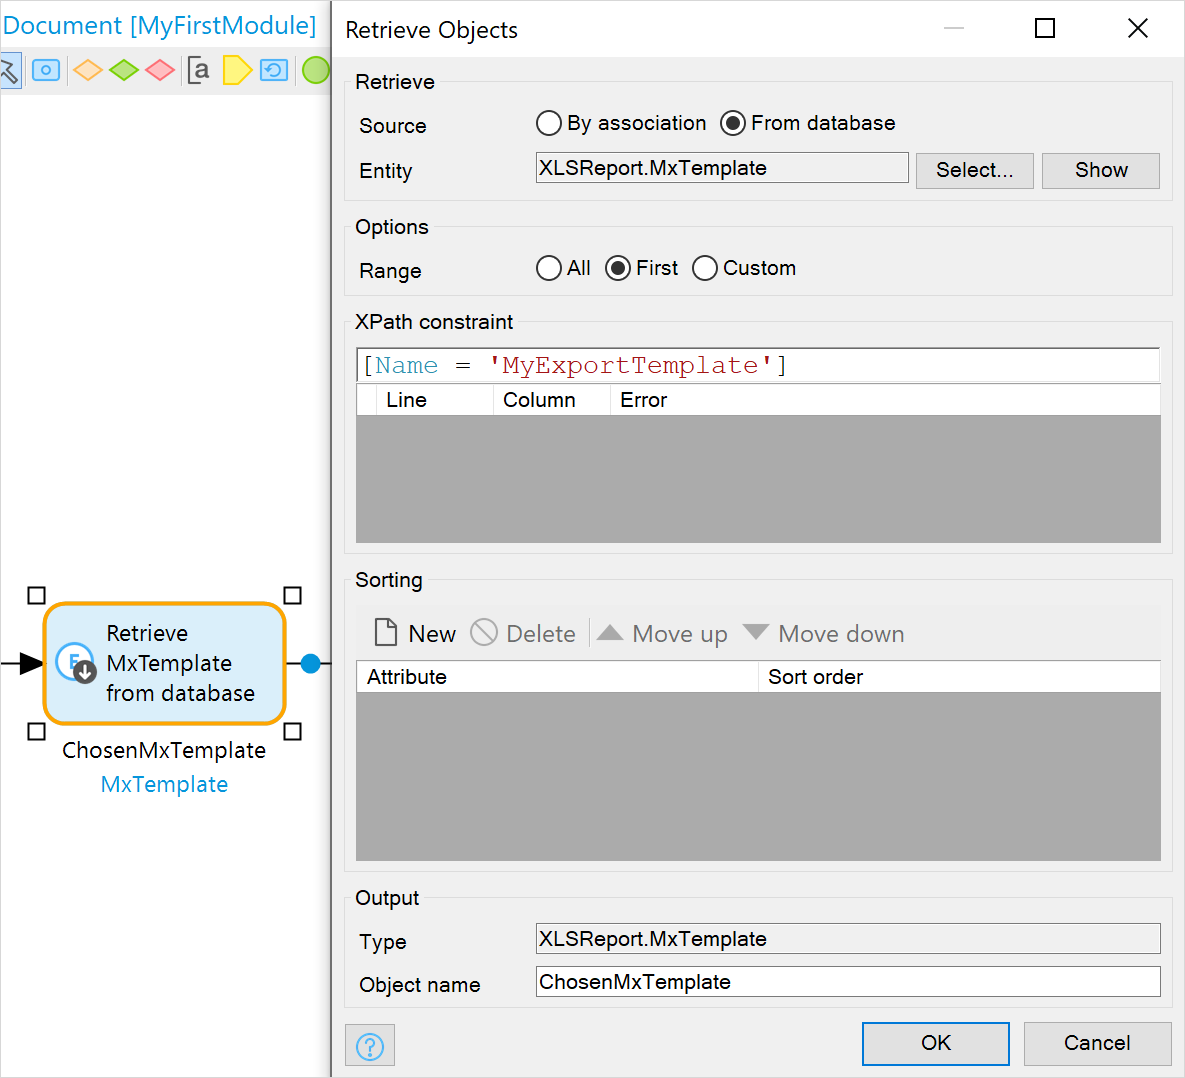 Document [MyFirstModule]
Retrieve Objects
Retrieve
Source
By association
From database
Entity
XLSReport.MxTemplate
Select...
Show
Options
Range
All
First
Custom
XPath constraint
[Name = 'MyExportTemplate']
Line
Column
Error
Sorting
New
Delete
Move up
Move down
Attribute
Sort order
Output
Type
XLSReport.MxTemplate
Object name
ChosenMxTemplate
?
OK
Cancel
[a
E
Retrieve
MxTemplate
from database
ChosenMxTemplate
MxTemplate